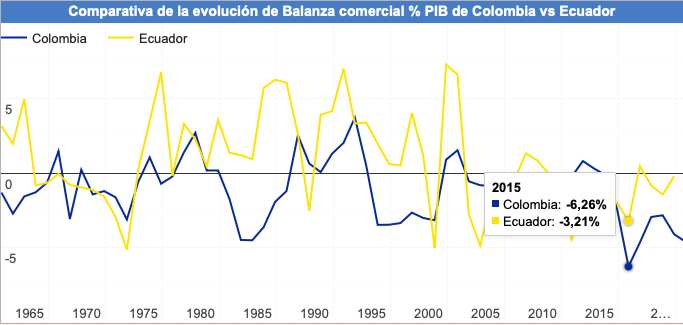 Comparativa de la evolución de Balanza comercial % PIB de Colombia vs Ecuador
Colombia Ecuador
5
0
-5
2015
Colombia: -6,26%
Ecuador: -3,21%
1965 1970 1975 1980 1985 1990 1995 2000 2005 2010 2015 2...